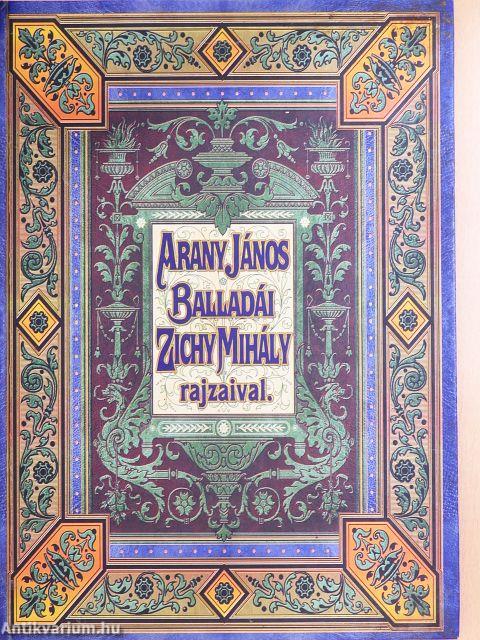 ARANY JÁNOS
BALLADÁI
ZICHY MIHÁLY
rajzaival.
Antikvarium.hu